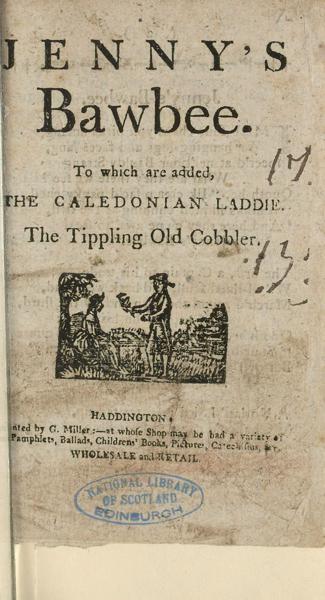 JENNY'S
Bawbee.
To which are added,
THE CALEDONIAN LADDIE.
The Tippling Old Cobbler.
17.
13.
HADDINGTON:
nted by G. Miller:—at whose Shop may be had a variety of
Pamphlets, Ballads, Childrens' Books, Pictures, Catechisms, &c.
WHOLESALE and RETAIL.
NATIONAL LIBRARY
OF SCOTLAND
EDINBURGH